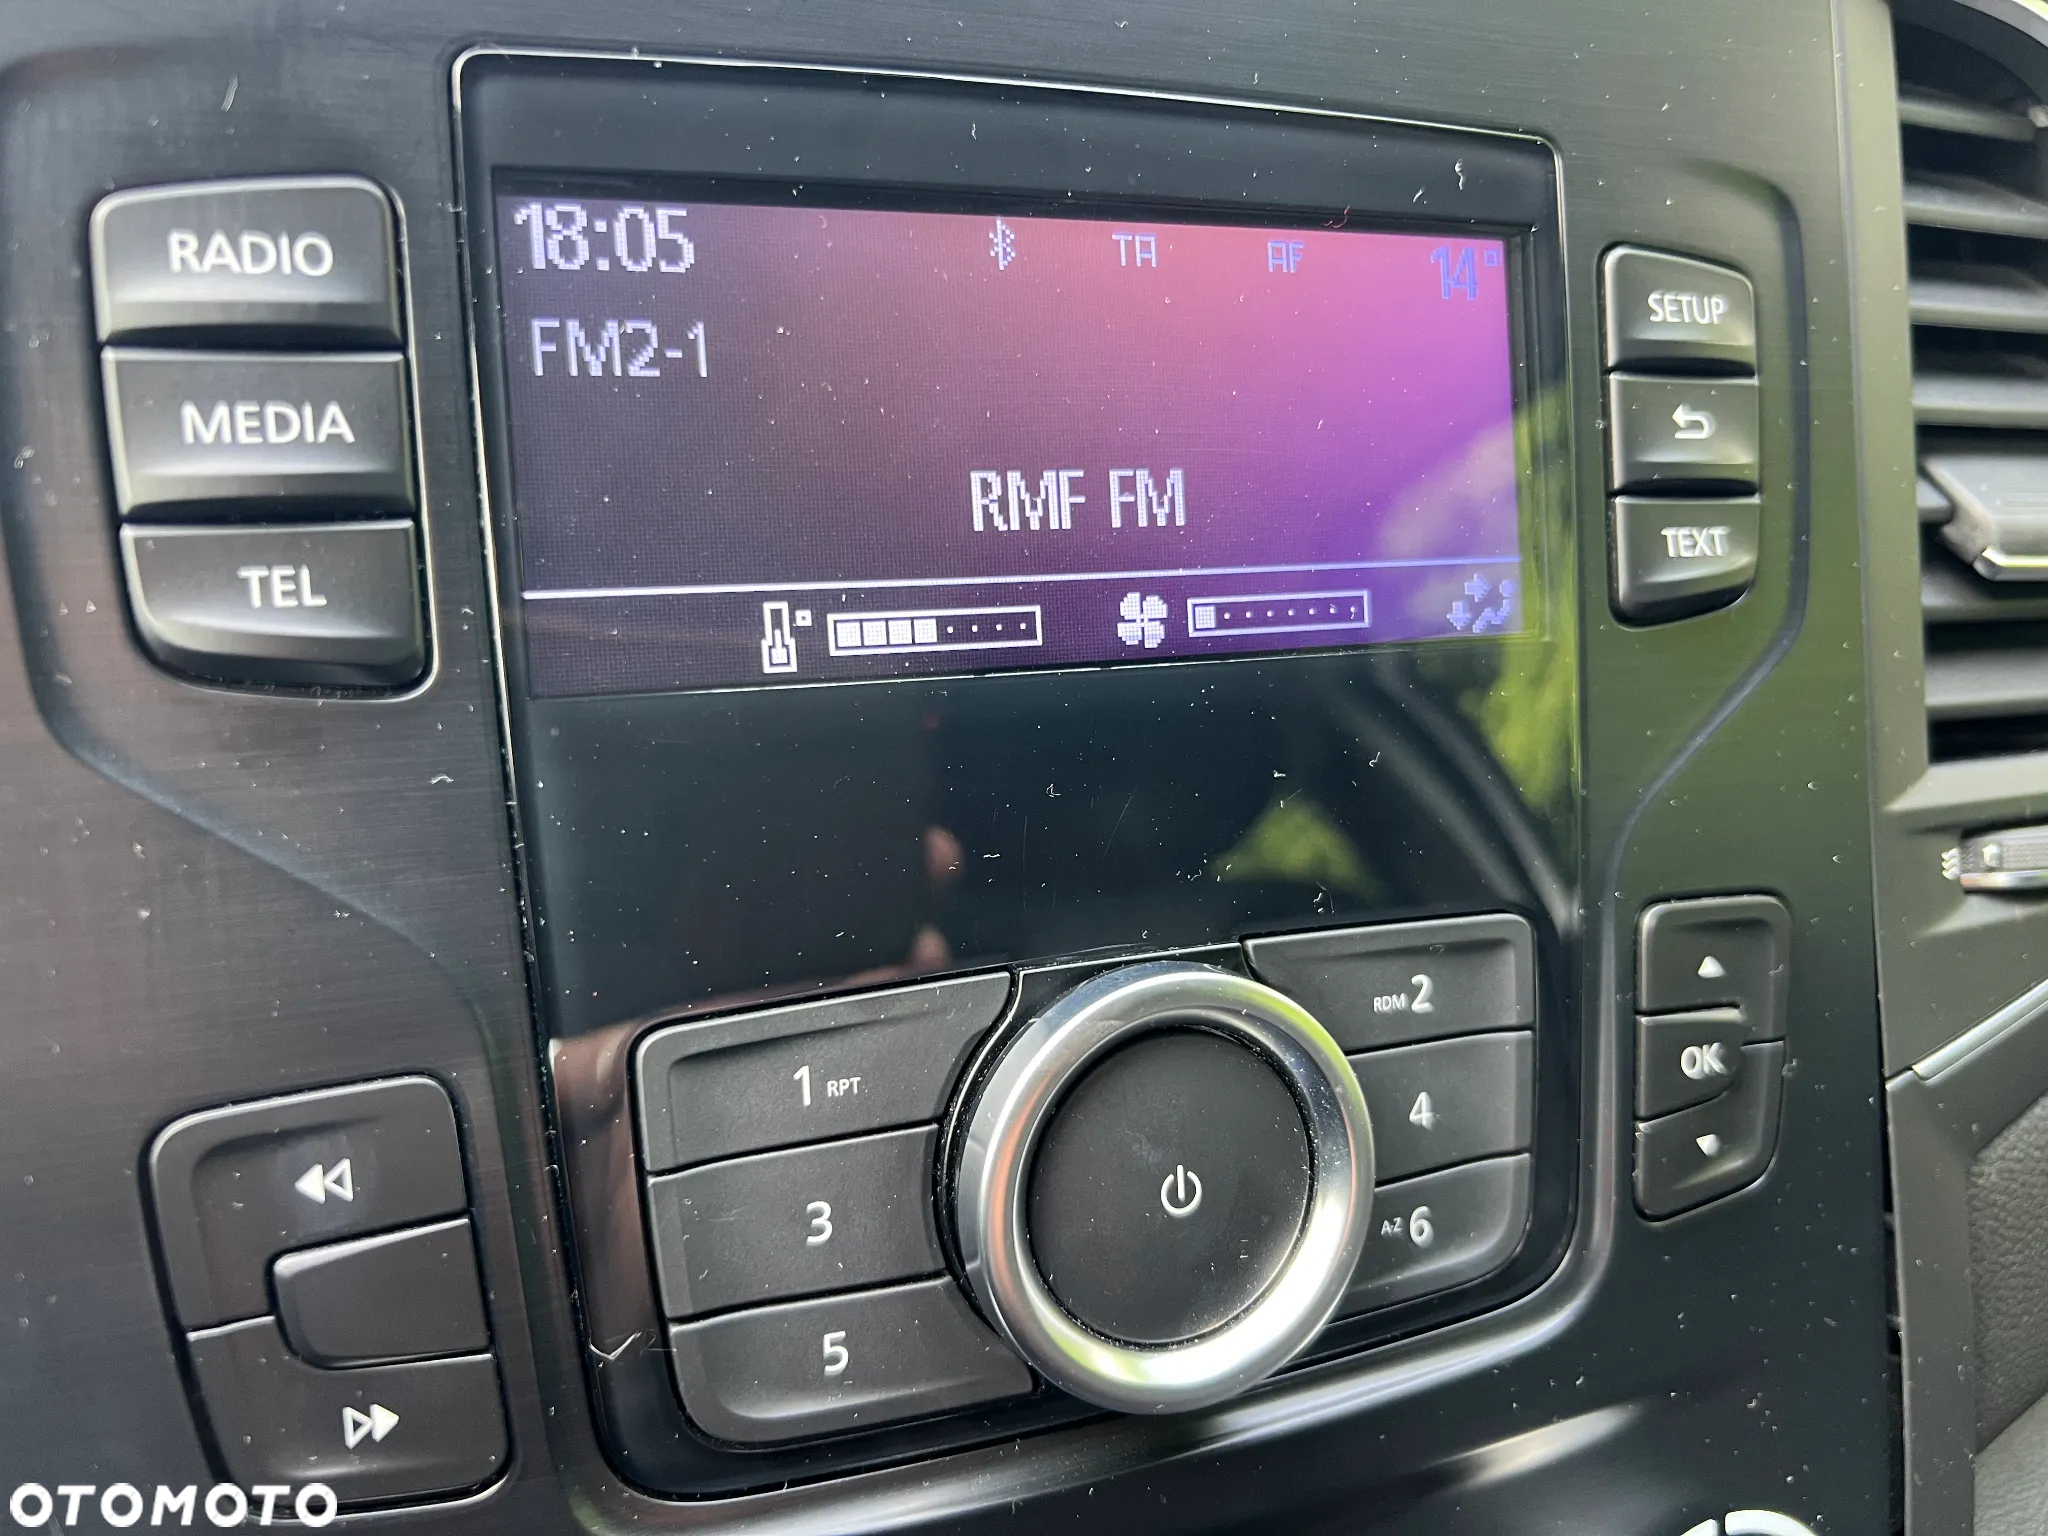 18:05 TA AF 14°
FM2-1
RMF FM
RADIO
MEDIA
TEL
SETUP
TEXT
1 RPT
RDM 2
3
4
5
A-Z 6
OK
OTOMOTO